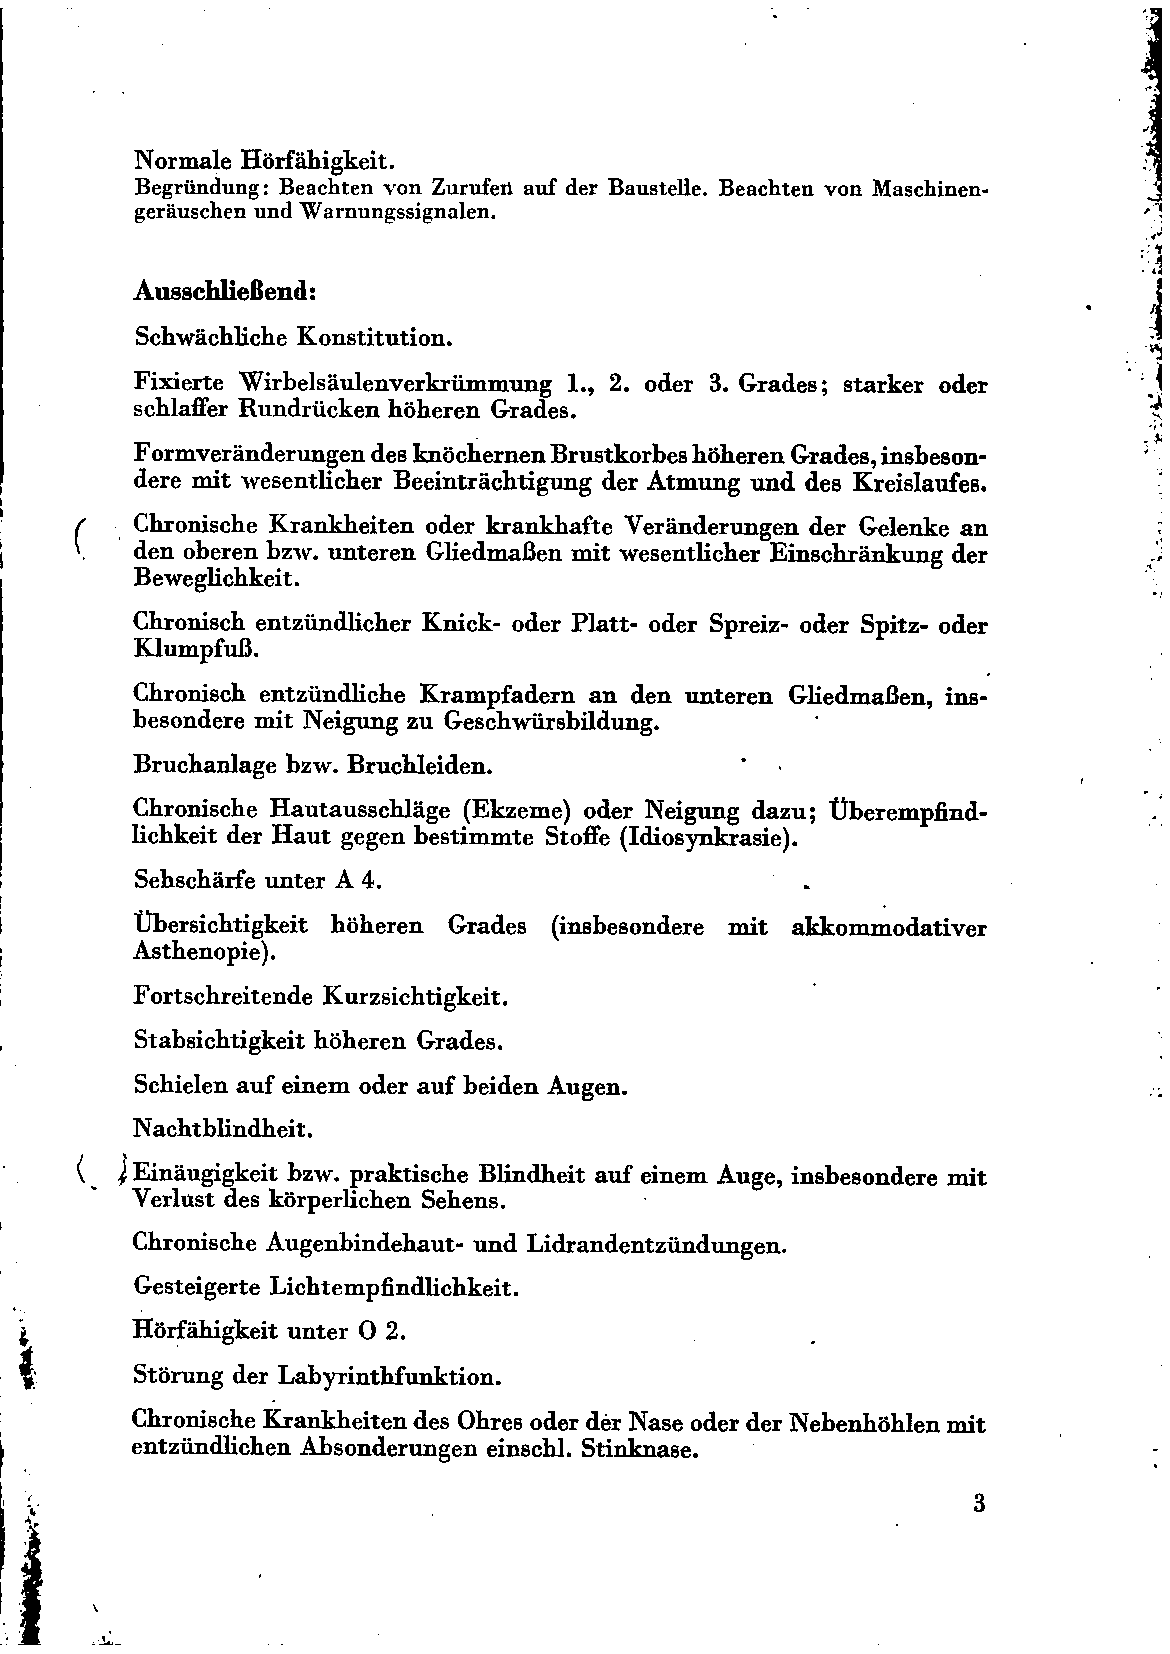 Normale Hörfähigkeit.
Begründung: Beachten von Zurufen auf der Baustelle. Beachten von Maschinen-
geräuschen und Warnungssignalen.
Ausschließend:
Schwächliche Konstitution.
Fixierte Wirbelsäulenverkrümmung 1., 2. oder 3. Grades; starker oder
schlaffer Rundrücken höheren Grades.
Formveränderungen des knöchernen Brustkorbes höheren Grades, insbeson-
dere mit wesentlicher Beeinträchtigung der Atmung und des Kreislaufes.
Chronische Krankheiten oder krankhafte Veränderungen der Gelenke an
den oberen bzw. unteren Gliedmaßen mit wesentlicher Einschränkung der
Beweglichkeit.
Chronisch entzündlicher Knick- oder Platt- oder Spreiz- oder Spitz- oder
Klumpfuß.
Chronisch entzündliche Krampfadern an den unteren Gliedmaßen, ins-
besondere mit Neigung zu Geschwürsbildung.
Bruchanlage bzw. Bruchleiden.
Chronische Hautausschläge (Ekzeme) oder Neigung dazu; Überempfind-
lichkeit der Haut gegen bestimmte Stoffe (Idiosynkrasie).
Sehschärfe unter A 4.
Übersichtigkeit höheren Grades (insbesondere mit akkommodativer
Asthenopie).
Fortschreitende Kurzsichtigkeit.
Stabsichtigkeit höheren Grades.
Schielen auf einem oder auf beiden Augen.
Nachtblindheit.
Einäugigkeit bzw. praktische Blindheit auf einem Auge, insbesondere mit
Verlust des körperlichen Sehens.
Chronische Augenbindehaut- und Lidrandentzündungen.
Gesteigerte Lichtempfindlichkeit.
Hörfähigkeit unter O 2.
Störung der Labyrinthfunktion.
Chronische Krankheiten des Ohres oder der Nase oder der Nebenhöhlen mit
entzündlichen Absonderungen einschl. Stinknase.
3